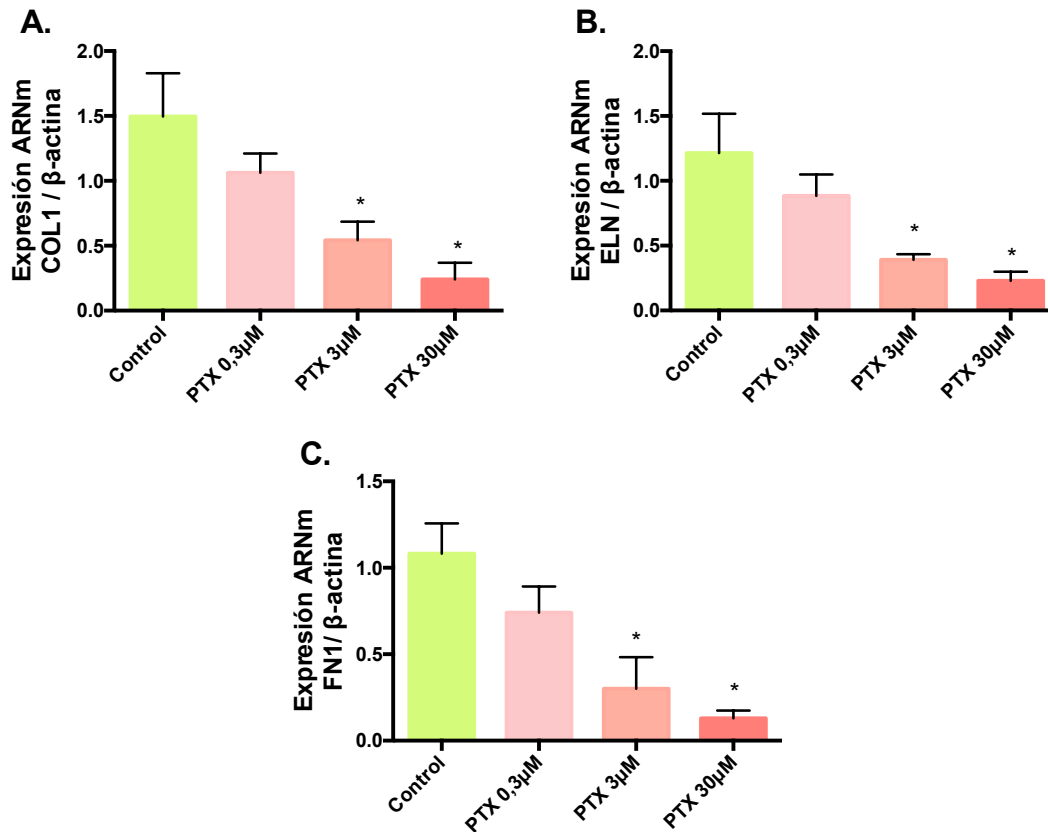 A.
Expresión ARNm
COL1 / β-actina
2.0
1.5
1.0
0.5
0.0
*
*
Control
PTX 0,3µM
PTX 3µM
PTX 30µM
B.
Expresión ARNm
ELN / β-actina
2.0
1.5
1.0
0.5
0.0
*
*
Control
PTX 0,3µM
PTX 3µM
PTX 30µM
C.
Expresión ARNm
FN1/ β-actina
1.5
1.0
0.5
0.0
*
*
Control
PTX 0,3µM
PTX 3µM
PTX 30µM